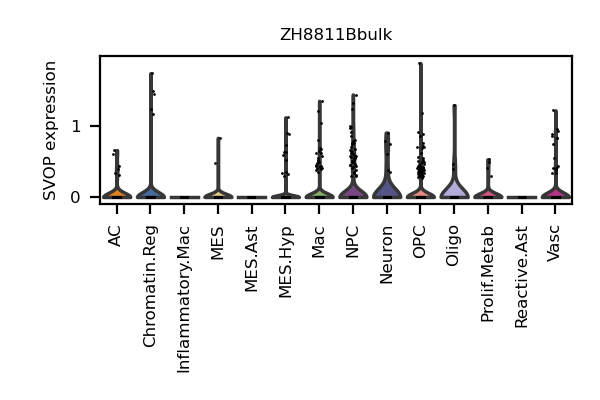 ZH8811Bbulk
SVOP expression
1
0
AC
Chromatin.Reg
Inflammatory.Mac
MES
MES.Ast
MES.Hyp
Mac
NPC
Neuron
OPC
Oligo
Prolif.Metab
Reactive.Ast
Vasc